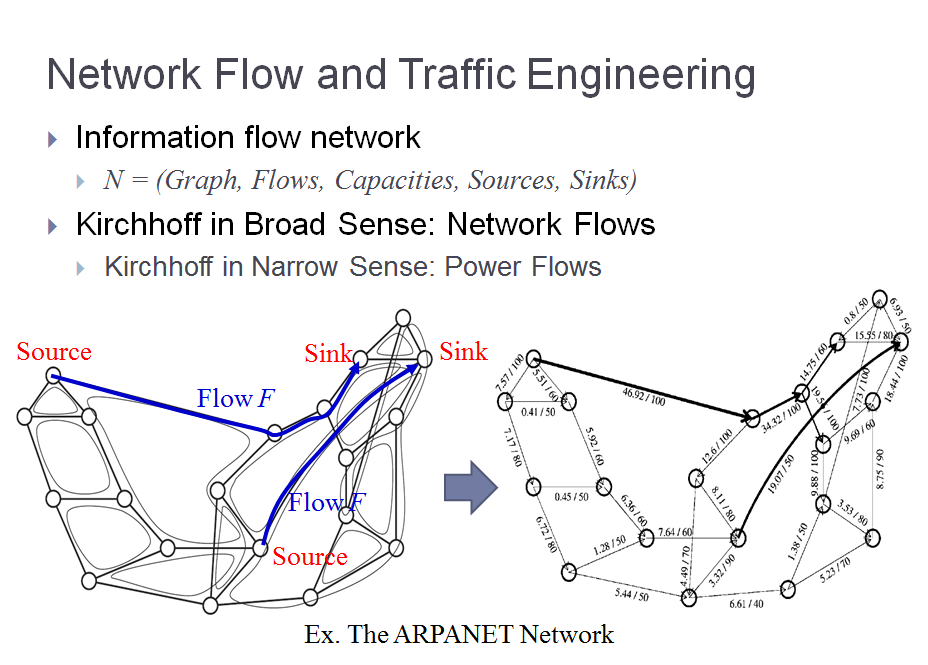 Network Flow and Traffic Engineering
Information flow network
N = (Graph, Flows, Capacities, Sources, Sinks)
Kirchhoff in Broad Sense: Network Flows
Kirchhoff in Narrow Sense: Power Flows
Source
Sink
Sink
Flow F
Flow F
Source
0.8 / 50
6.93 / 50
15.55 / 80
14.75 / 60
7.57 / 100
5.51 / 60
0.41 / 50
46.92 / 100
34.32 / 100
7.73 / 100
18.44 / 100
9.69 / 60
7.17 / 80
5.92 / 60
12.6 / 100
19.07 / 50
9.88 / 100
8.75 / 90
0.45 / 50
6.36 / 60
8.11 / 80
3.53 / 80
6.72 / 80
1.28 / 50
7.64 / 60
4.49 / 70
3.32 / 90
1.38 / 50
5.23 / 70
5.44 / 50
6.61 / 40
Ex. The ARPANET Network